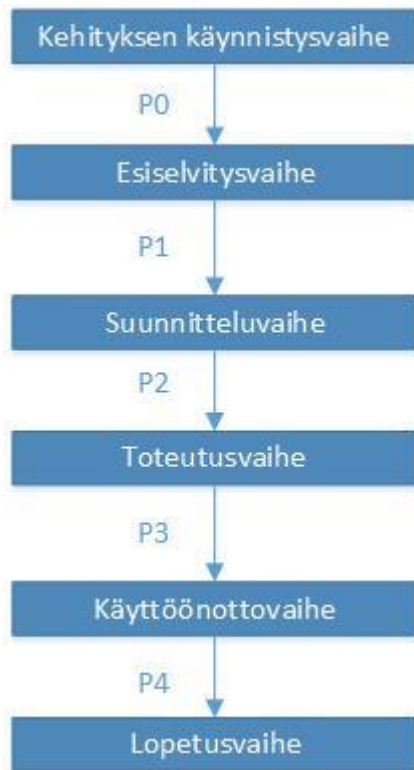 Kehityksen käynnistysvaihe
P0
Esiselvitysvaihe
P1
Suunnitteluvaihe
P2
Toteutusvaihe
P3
Käyttöönottovaihe
P4
Lopetusvaihe